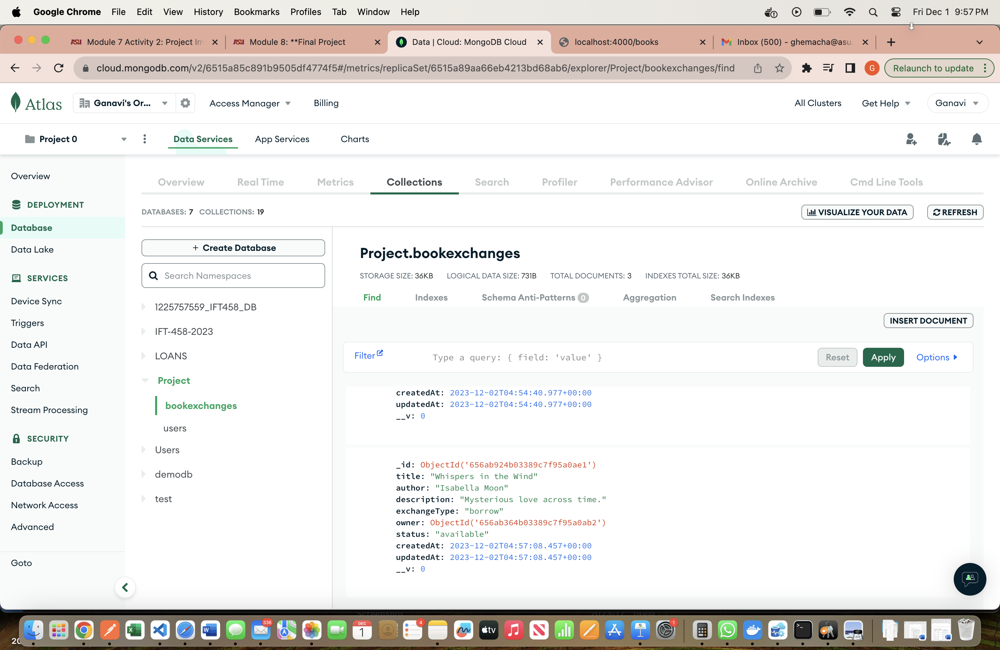 Google Chrome File Edit View History Bookmarks Profiles Tab Window Help Fri Dec 1 9:57 PM
ASU Module 7 Activity 2: Project Im ASU Module 8: **Final Project Data | Cloud: MongoDB Cloud localhost:4000/books Inbox (500) - ghemacha@asu.
cloud.mongodb.com/v2/6515a85c891b9505df4774f5#/metrics/replicaSet/6515a89aa66eb4213bd68ab6/explorer/Project/bookexchanges/find G Relaunch to update
Atlas Ganavi's Or... Access Manager Billing All Clusters Get Help Ganavi
Project 0 Data Services App Services Charts
Overview
DEPLOYMENT
Database
Data Lake
SERVICES
Device Sync
Triggers
Data API
Data Federation
Search
Stream Processing
SECURITY
Backup
Database Access
Network Access
Advanced
Goto
Overview Real Time Metrics Collections Search Profiler Performance Advisor Online Archive Cmd Line Tools
DATABASES: 7 COLLECTIONS: 19 VISUALIZE YOUR DATA REFRESH
+ Create Database
Search Namespaces
1225757559_IFT458_DB
IFT-458-2023
LOANS
Project
bookexchanges
users
Users
demodb
test
Project.bookexchanges
STORAGE SIZE: 36KB LOGICAL DATA SIZE: 731B TOTAL DOCUMENTS: 3 INDEXES TOTAL SIZE: 36KB
Find Indexes Schema Anti-Patterns 0 Aggregation Search Indexes
INSERT DOCUMENT
Filter Type a query: { field: 'value' } Reset Apply Options
createdAt: 2023-12-02T04:54:40.977+00:00
updatedAt: 2023-12-02T04:54:40.977+00:00
__v: 0
_id: ObjectId('656ab924b03389c7f95a0ae1')
title: "Whispers in the Wind"
author: "Isabella Moon"
description: "Mysterious love across time."
exchangeType: "borrow"
owner: ObjectId('656ab364b03389c7f95a0ab2')
status: "available"
createdAt: 2023-12-02T04:57:08.457+00:00
updatedAt: 2023-12-02T04:57:08.457+00:00
__v: 0
336 DEC 1 4 tv 1